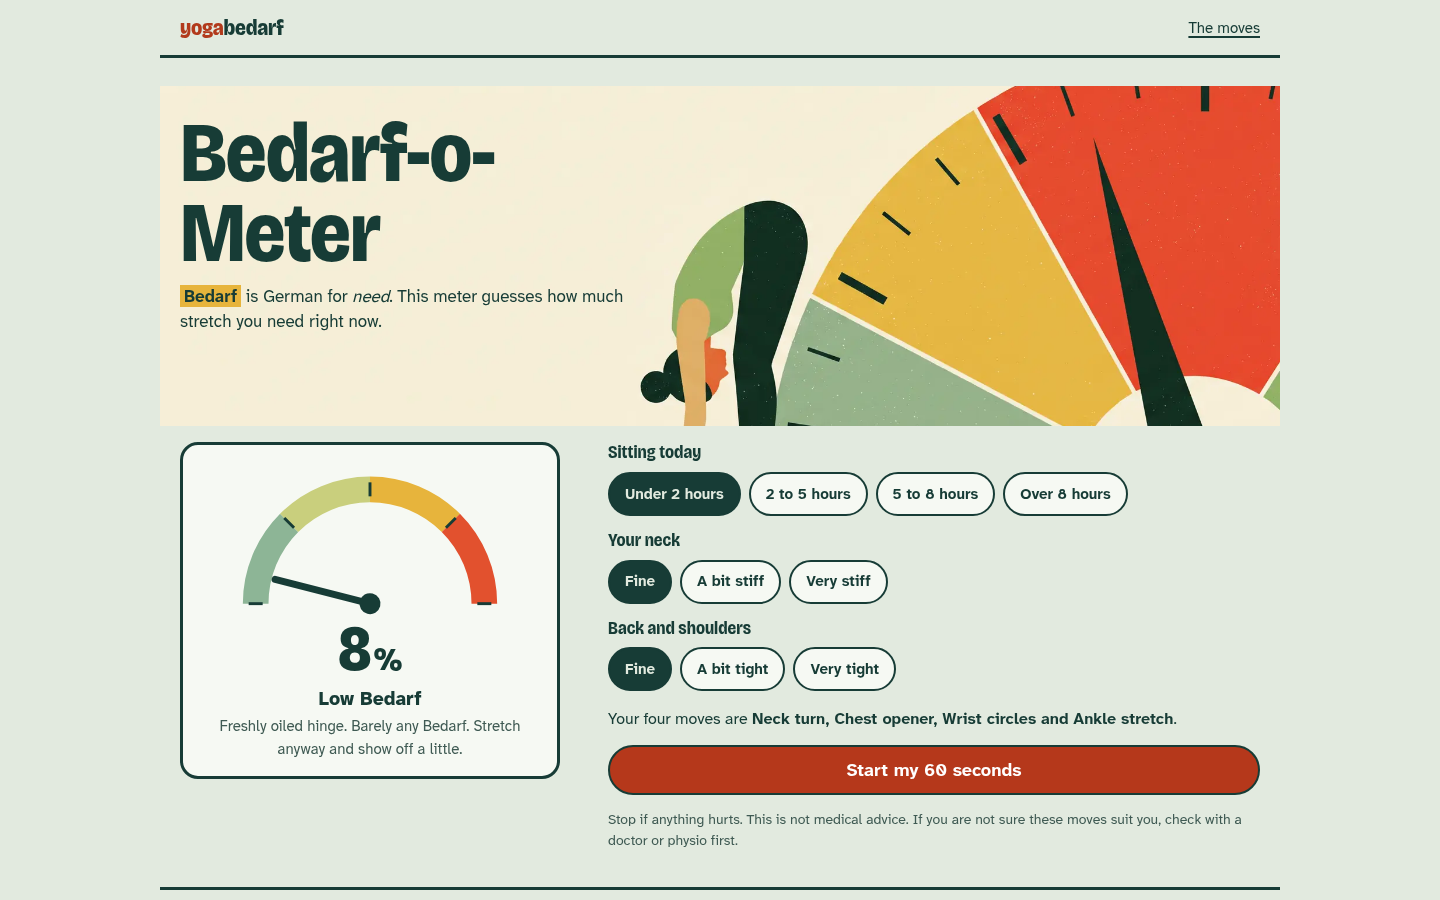 yogabedarf
The moves
Bedarf-o-
Meter
Bedarf is German for need. This meter guesses how much
stretch you need right now.
8%
Low Bedarf
Freshly oiled hinge. Barely any Bedarf. Stretch
anyway and show off a little.
Sitting today
Under 2 hours
2 to 5 hours
5 to 8 hours
Over 8 hours
Your neck
Fine
A bit stiff
Very stiff
Back and shoulders
Fine
A bit tight
Very tight
Your four moves are Neck turn, Chest opener, Wrist circles and Ankle stretch.
Start my 60 seconds
Stop if anything hurts. This is not medical advice. If you are not sure these moves suit you, check with a
doctor or physio first.